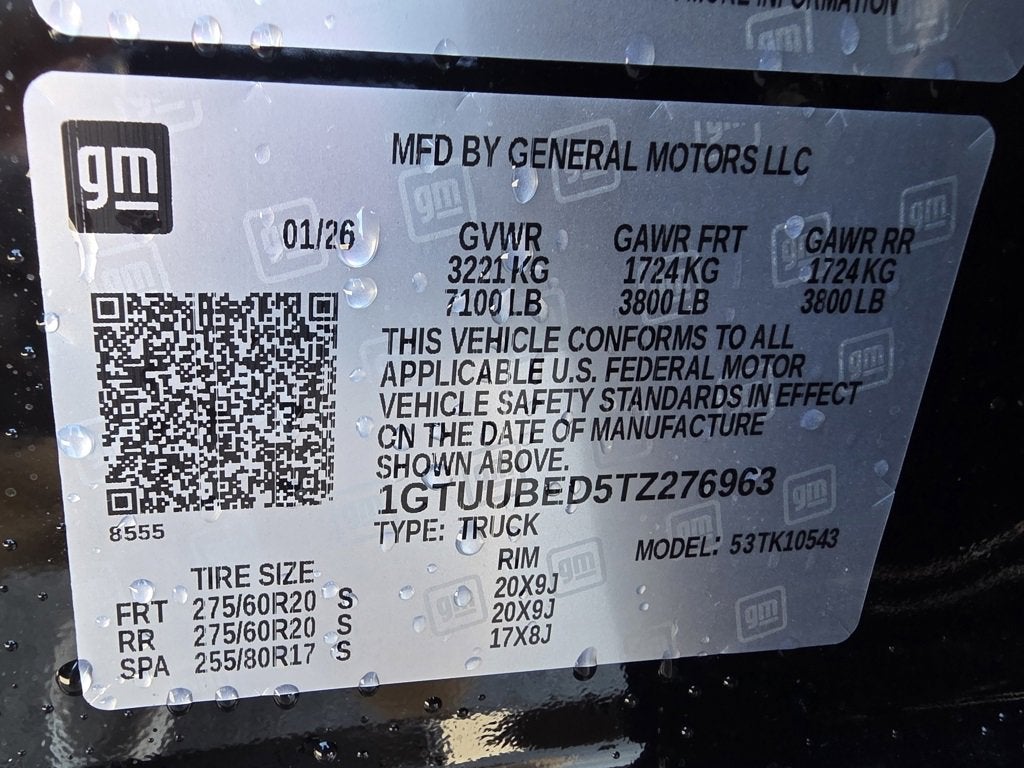 MORE INFORMATION
gm
MFD BY GENERAL MOTORS LLC
01/26
GVWR GAWR FRT GAWR RR
3221 KG 1724 KG 1724 KG
7100 LB 3800 LB 3800 LB
THIS VEHICLE CONFORMS TO ALL
APPLICABLE U.S. FEDERAL MOTOR
VEHICLE SAFETY STANDARDS IN EFFECT
ON THE DATE OF MANUFACTURE
SHOWN ABOVE.
1GTUUBED5TZ276963
8555
TYPE: TRUCK
MODEL: 53TK10543
TIRE SIZE RIM
FRT 275/60R20 S 20X9J
RR 275/60R20 S 20X9J
SPA 255/80R17 S 17X8J